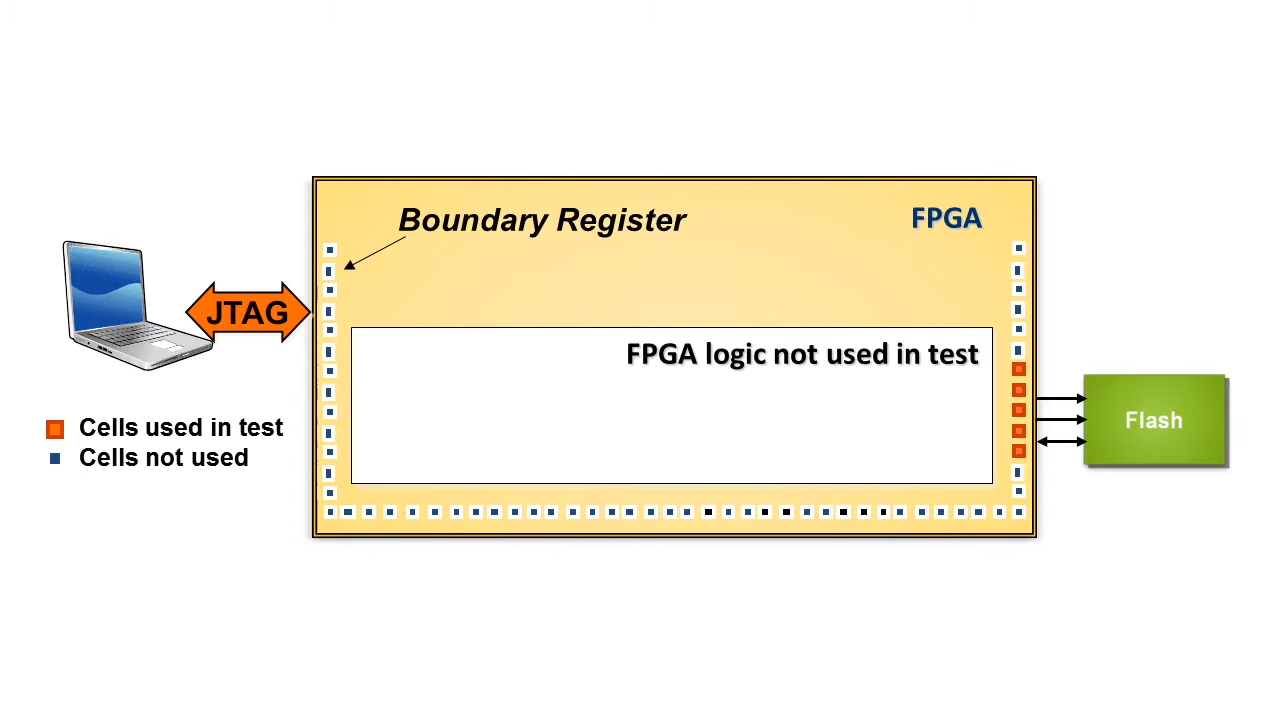 Boundary Register
FPGA
JTAG
FPGA logic not used in test
Cells used in test
Cells not used
Flash